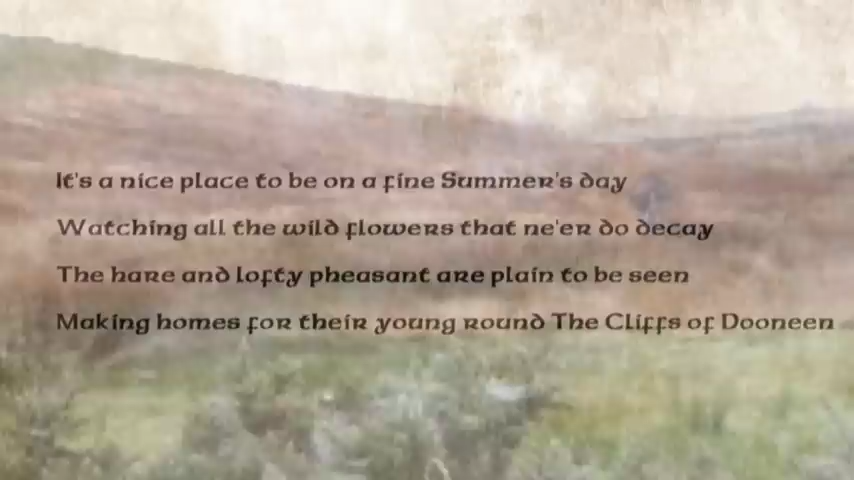 It's a nice place to be on a fine Summer's day
Watching all the wild flowers that ne'er do decay
The hare and lofty pheasant are plain to be seen
Making homes for their young round The Cliffs of Dooneen